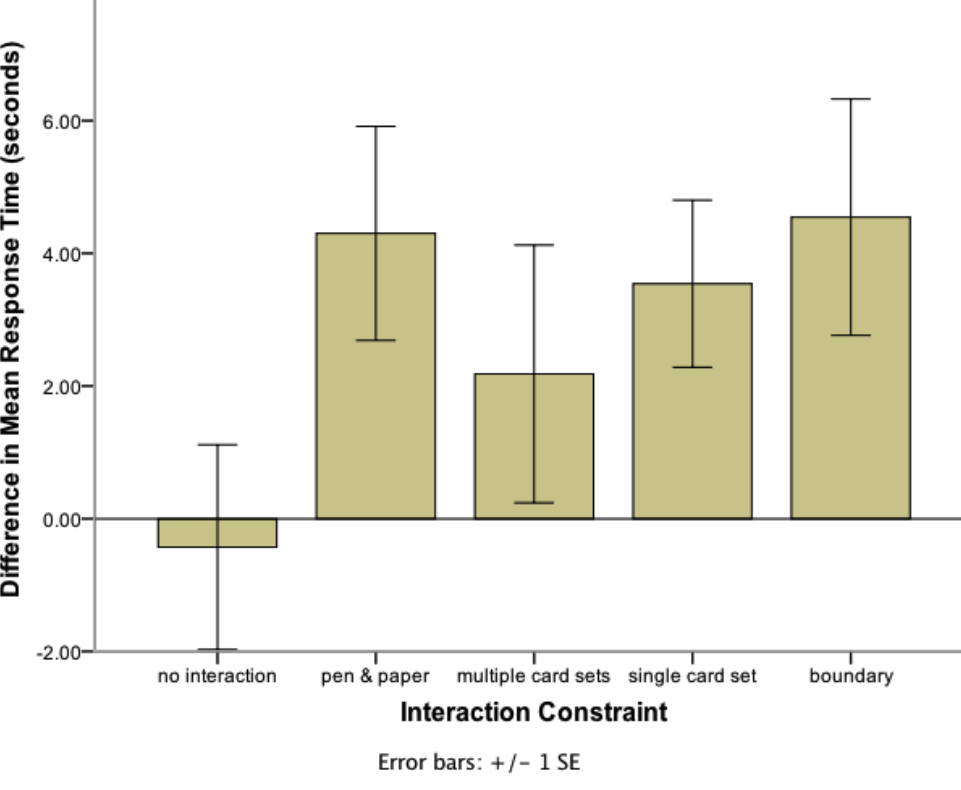 Difference in Mean Response Time (seconds)
6.00
4.00
2.00
0.00
-2.00
no interaction
pen & paper
multiple card sets
single card set
boundary
Interaction Constraint
Error bars: +/- 1 SE